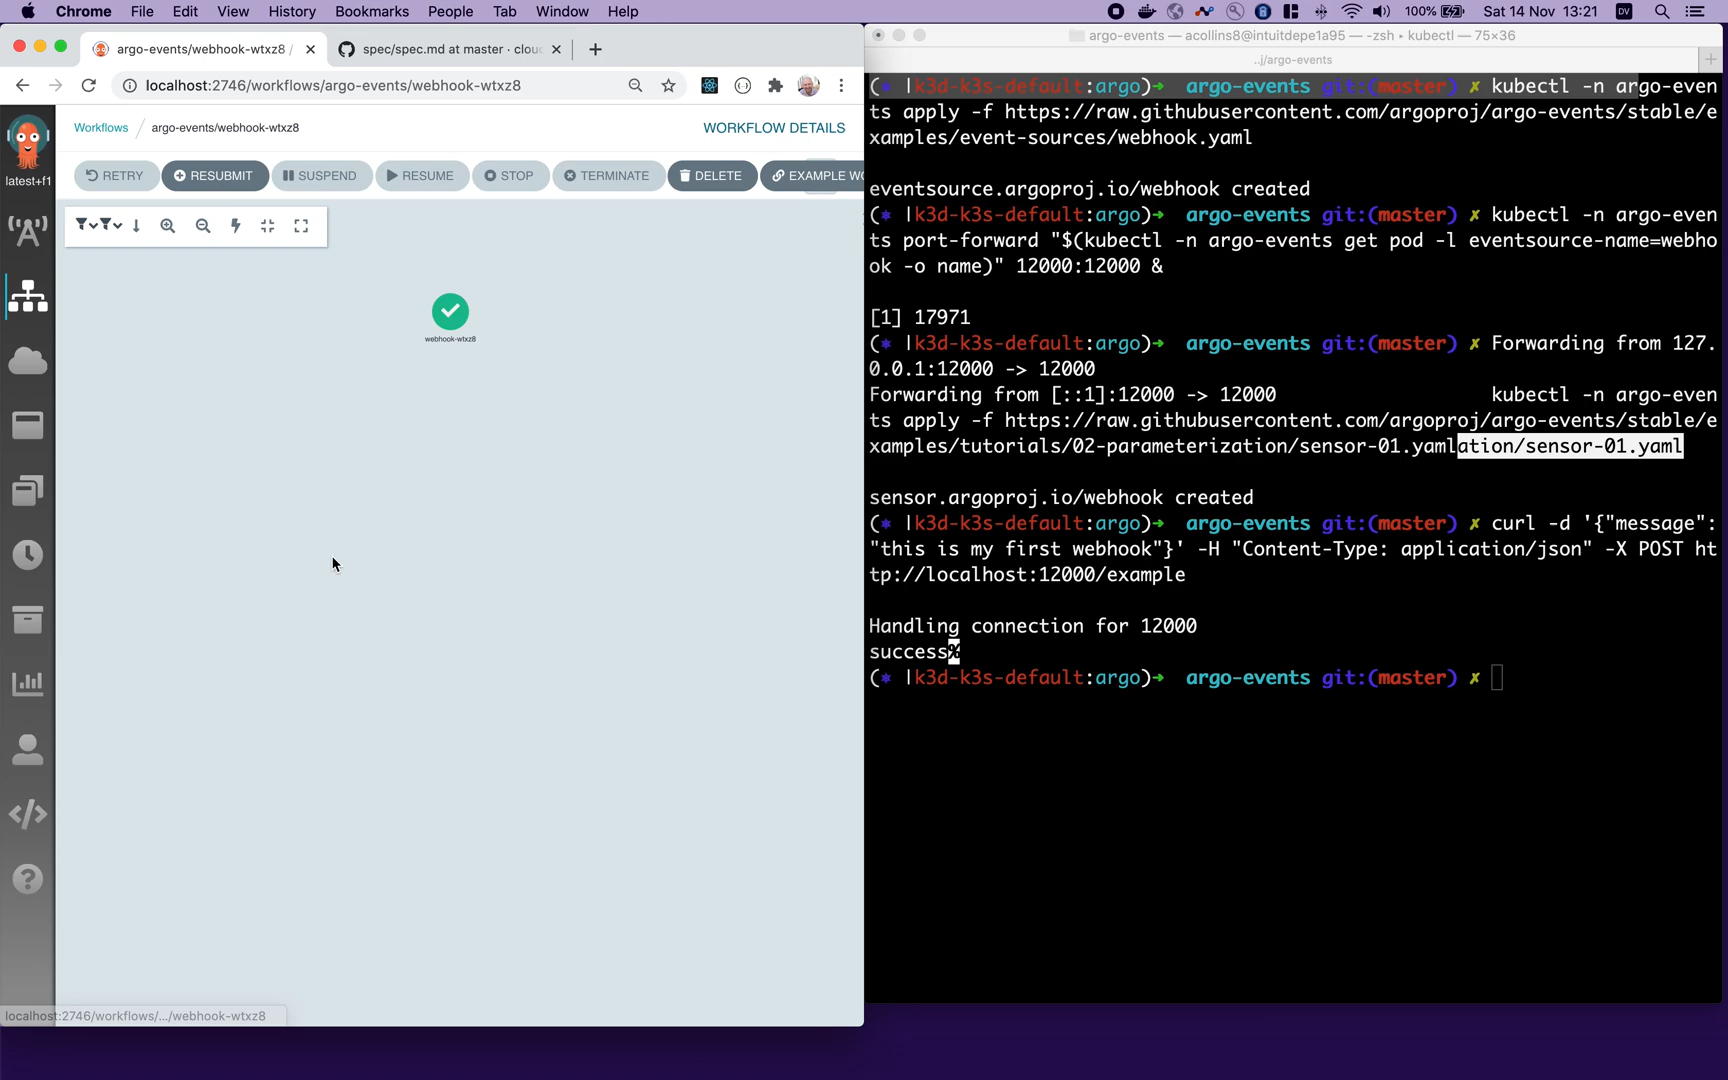 Chrome File Edit View History Bookmarks People Tab Window Help
100% Sat 14 Nov 13:21 DV
argo-events/webhook-wtxz8 /
spec/spec.md at master · clou
localhost:2746/workflows/argo-events/webhook-wtxz8
latest+f1
Workflows / argo-events/webhook-wtxz8
WORKFLOW DETAILS
RETRY RESUBMIT SUSPEND RESUME STOP TERMINATE DELETE EXAMPLE WO
webhook-wtxz8
localhost:2746/workflows/.../webhook-wtxz8
argo-events — acollins8@intuitdepe1a95 — -zsh ▸ kubectl — 75×36
..j/argo-events
(⎈ |k3d-k3s-default:argo)➜ argo-events git:(master) ✗ kubectl -n argo-even
ts apply -f https://raw.githubusercontent.com/argoproj/argo-events/stable/e
xamples/event-sources/webhook.yaml
eventsource.argoproj.io/webhook created
(⎈ |k3d-k3s-default:argo)➜ argo-events git:(master) ✗ kubectl -n argo-even
ts port-forward "$(kubectl -n argo-events get pod -l eventsource-name=webho
ok -o name)" 12000:12000 &
[1] 17971
(⎈ |k3d-k3s-default:argo)➜ argo-events git:(master) ✗ Forwarding from 127.
0.0.1:12000 -> 12000
Forwarding from [::1]:12000 -> 12000 kubectl -n argo-even
ts apply -f https://raw.githubusercontent.com/argoproj/argo-events/stable/e
xamples/tutorials/02-parameterization/sensor-01.yamlation/sensor-01.yaml
sensor.argoproj.io/webhook created
(⎈ |k3d-k3s-default:argo)➜ argo-events git:(master) ✗ curl -d '{"message":
"this is my first webhook"}' -H "Content-Type: application/json" -X POST ht
tp://localhost:12000/example
Handling connection for 12000
success%
(⎈ |k3d-k3s-default:argo)➜ argo-events git:(master) ✗